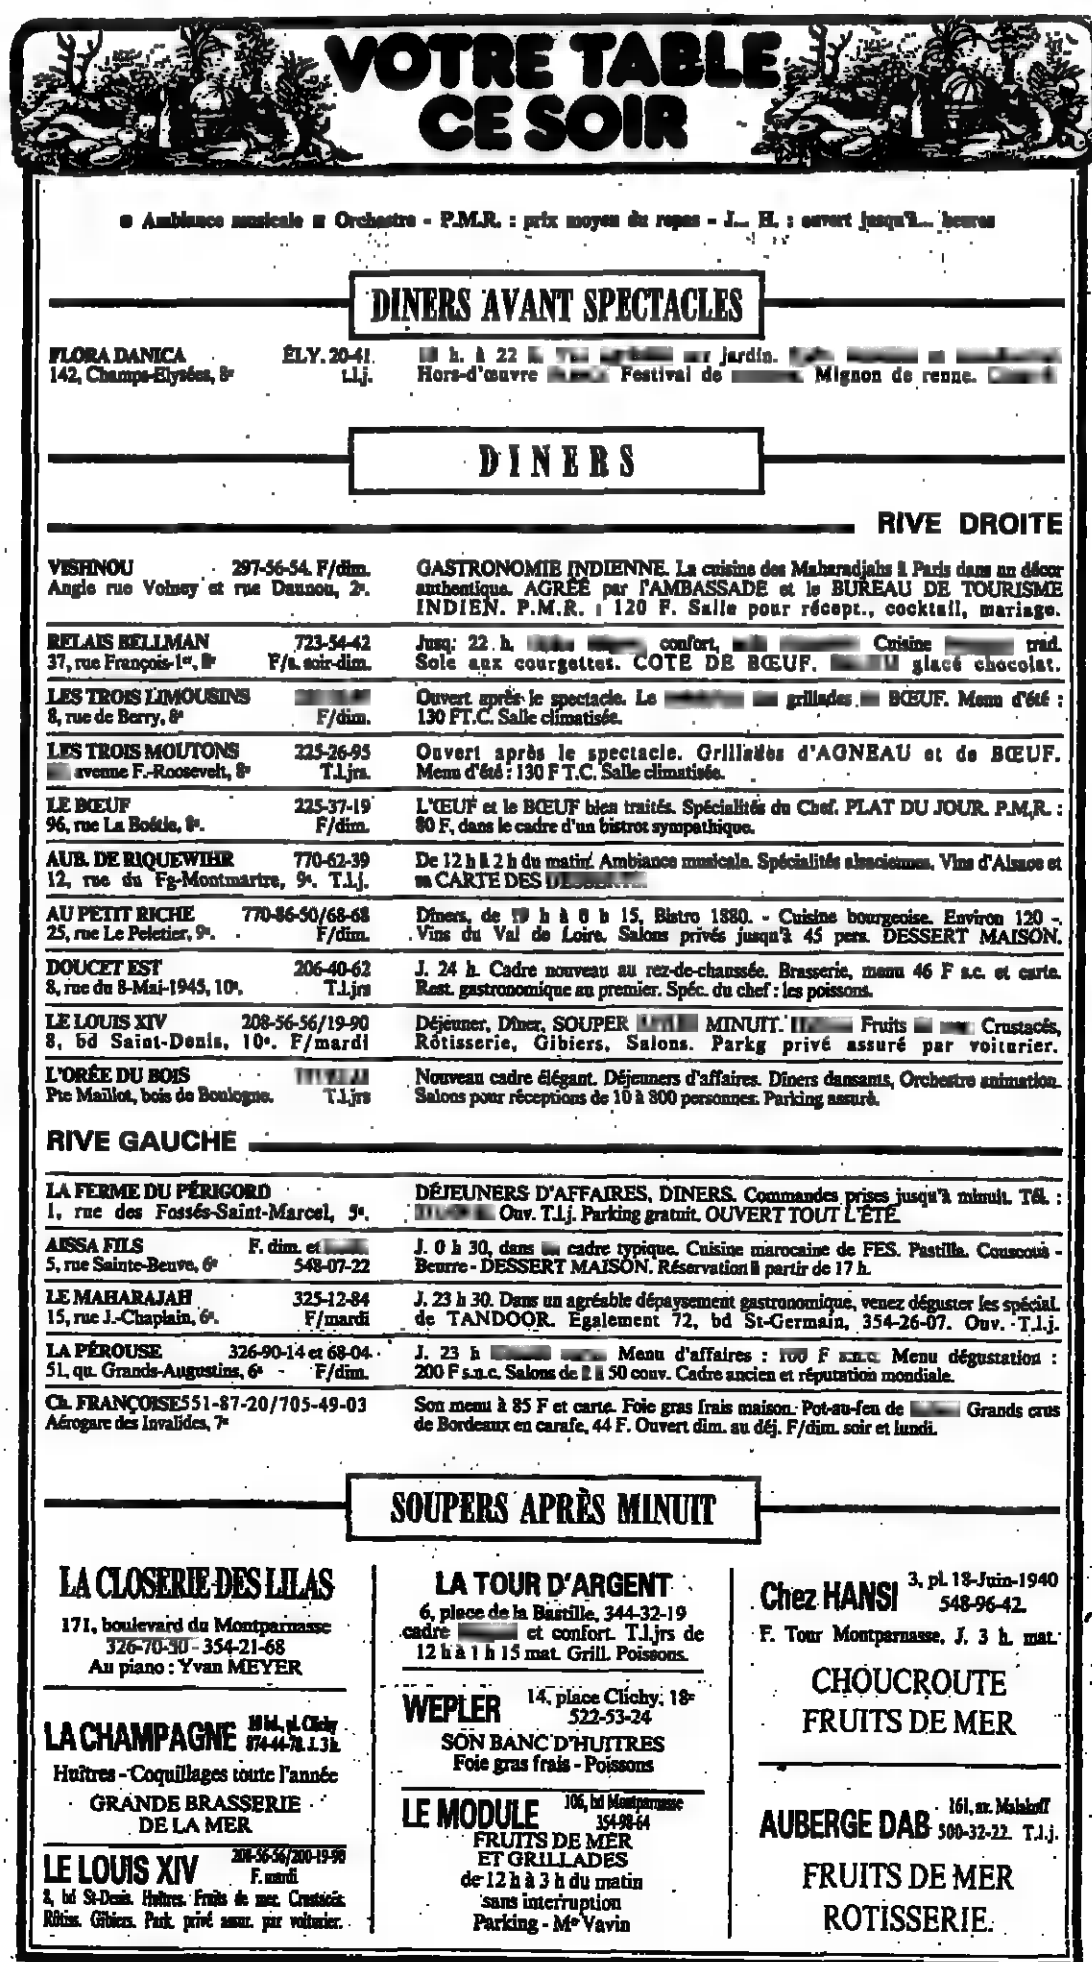 VOTRE TABLE
CE SOIR
■ Ambiance musicale ■ Orchestre - P.M.R. : prix moyen du repas - J... H. : ouvert jusqu'à... heures
DINERS AVANT SPECTACLES
FLORA DANICA ÉLY. 20-41.
142, Champs-Elysées, 8e t.l.j.
h. à 22 jardin.
Hors-d'œuvre Festival de Mignon de renne.
DINERS
RIVE DROITE
VISHNOU 297-56-54. F/dim.
Angle rue Volney et rue Daunou, 2e.
GASTRONOMIE INDIENNE. La cuisine des Maharadjahs à Paris dans un décor
authentique. AGRÉÉ par l'AMBASSADE et le BUREAU DE TOURISME
INDIEN. P.M.R. : 120 F. Salle pour récept., cocktail, mariage.
RELAIS BELLMAN 723-54-42
37, rue François-1er, 8e F/s. soir-dim.
Jusq. 22 h. confort, Cuisine trad.
Sole aux courgettes. COTE DE BŒUF. glacé chocolat.
LES TROIS LIMOUSINS
8, rue de Berry, 8e F/dim.
Ouvert après le spectacle. Le grillades BŒUF. Menu d'été :
130 F T.C. Salle climatisée.
LES TROIS MOUTONS 225-26-95
avenue F.-Roosevelt, 8e T.l.jrs.
Ouvert après le spectacle. Grillades d'AGNEAU et de BŒUF.
Menu d'été : 130 F T.C. Salle climatisée.
LE BŒUF 225-37-19
96, rue La Boétie, 8e. F/dim.
L'ŒUF et le BŒUF bien traités. Spécialités du Chef. PLAT DU JOUR. P.M.R. :
80 F, dans le cadre d'un bistrot sympathique.
AUB. DE RIQUEWIHR 770-62-39
12, rue du Fg-Montmartre, 9e. T.l.j.
De 12 h à 2 h du matin. Ambiance musicale. Spécialités alsaciennes, Vins d'Alsace et
sa CARTE DES
AU PETIT RICHE 770-86-50/68-68
25, rue Le Peletier, 9e. F/dim.
Dîners, de h à 0 h 15, Bistro 1880. - Cuisine bourgeoise. Environ 120 -.
Vins du Val de Loire. Salons privés jusqu'à 45 pers. DESSERT MAISON.
DOUCET EST 206-40-62
8, rue du 8-Mai-1945, 10e. T.l.jrs
J. 24 h. Cadre nouveau au rez-de-chaussée. Brasserie, menu 46 F s.c. et carte.
Rest. gastronomique au premier. Spéc. du chef : les poissons.
LE LOUIS XIV 208-56-56/19-90
8, bd Saint-Denis, 10e. F/mardi
Déjeuner, Dîner, SOUPER MINUIT. Fruits Crustacés,
Rôtisserie, Gibiers, Salons. Parkg privé assuré par voiturier.
L'ORÉE DU BOIS
Pte Maillot, bois de Boulogne. T.l.jrs
Nouveau cadre élégant. Déjeuners d'affaires. Dîners dansants, Orchestre animation.
Salons pour réceptions de 10 à 800 personnes. Parking assuré.
RIVE GAUCHE
LA FERME DU PÉRIGORD
1, rue des Fossés-Saint-Marcel, 5e.
DÉJEUNERS D'AFFAIRES, DINERS. Commandes prises jusqu'à minuit. Tél. :
Ouv. T.l.j. Parking gratuit. OUVERT TOUT L'ÉTÉ.
AISSA FILS F. dim. et
5, rue Sainte-Beuve, 6e 548-07-22
J. 0 h 30, dans cadre typique. Cuisine marocaine de FES. Pastilla. Couscous -
Beurre - DESSERT MAISON. Réservation à partir de 17 h.
LE MAHARAJAH 325-12-84
15, rue J.-Chaplain, 6e. F/mardi
J. 23 h 30. Dans un agréable dépaysement gastronomique, venez déguster les spécial.
de TANDOOR. Egalement 72, bd St-Germain, 354-26-07. Ouv. T.l.j.
LA PÉROUSE 326-90-14 et 68-04
51, qu. Grands-Augustins, 6e - F/dim.
J. 23 h Menu d'affaires : 100 F s.n.c. Menu dégustation :
200 F s.n.c. Salons de 2 à 50 couv. Cadre ancien et réputation mondiale.
Ch. FRANÇOISE 551-87-20/705-49-03
Aérogare des Invalides, 7e
Son menu à 85 F et carte. Foie gras frais maison. Pot-au-feu de Grands crus
de Bordeaux en carafe, 44 F. Ouvert dim. au déj. F/dim. soir et lundi.
SOUPERS APRÈS MINUIT
LA CLOSERIE DES LILAS
171, boulevard du Montparnasse
326-70-50 - 354-21-68
Au piano : Yvan MEYER
LA CHAMPAGNE pl. Clichy
874-44-78. J. 3 h.
Huîtres - Coquillages toute l'année
GRANDE BRASSERIE
DE LA MER
LE LOUIS XIV 208-56-56/200-19-90
F. mardi
8, bd St-Denis. Huîtres. Fruits de mer. Crustacés.
Rôtiss. Gibiers. Park. privé assur. par voiturier.
LA TOUR D'ARGENT
6, place de la Bastille, 344-32-19
cadre et confort. T.l.jrs de
12 h à 1 h 15 mat. Grill. Poissons.
WEPLER 14, place Clichy, 18e
522-53-24
SON BANC D'HUITRES
Foie gras frais - Poissons
LE MODULE 106, bd Montparnasse
354-98-64
FRUITS DE MER
ET GRILLADES
de 12 h à 3 h du matin
sans interruption
Parking - Mo Vavin
Chez HANSI 3, pl. 18-Juin-1940
548-96-42.
F. Tour Montparnasse, J. 3 h. mat.
CHOUCROUTE
FRUITS DE MER
AUBERGE DAB 161, av. Malakoff
500-32-22. T.l.j.
FRUITS DE MER
ROTISSERIE.